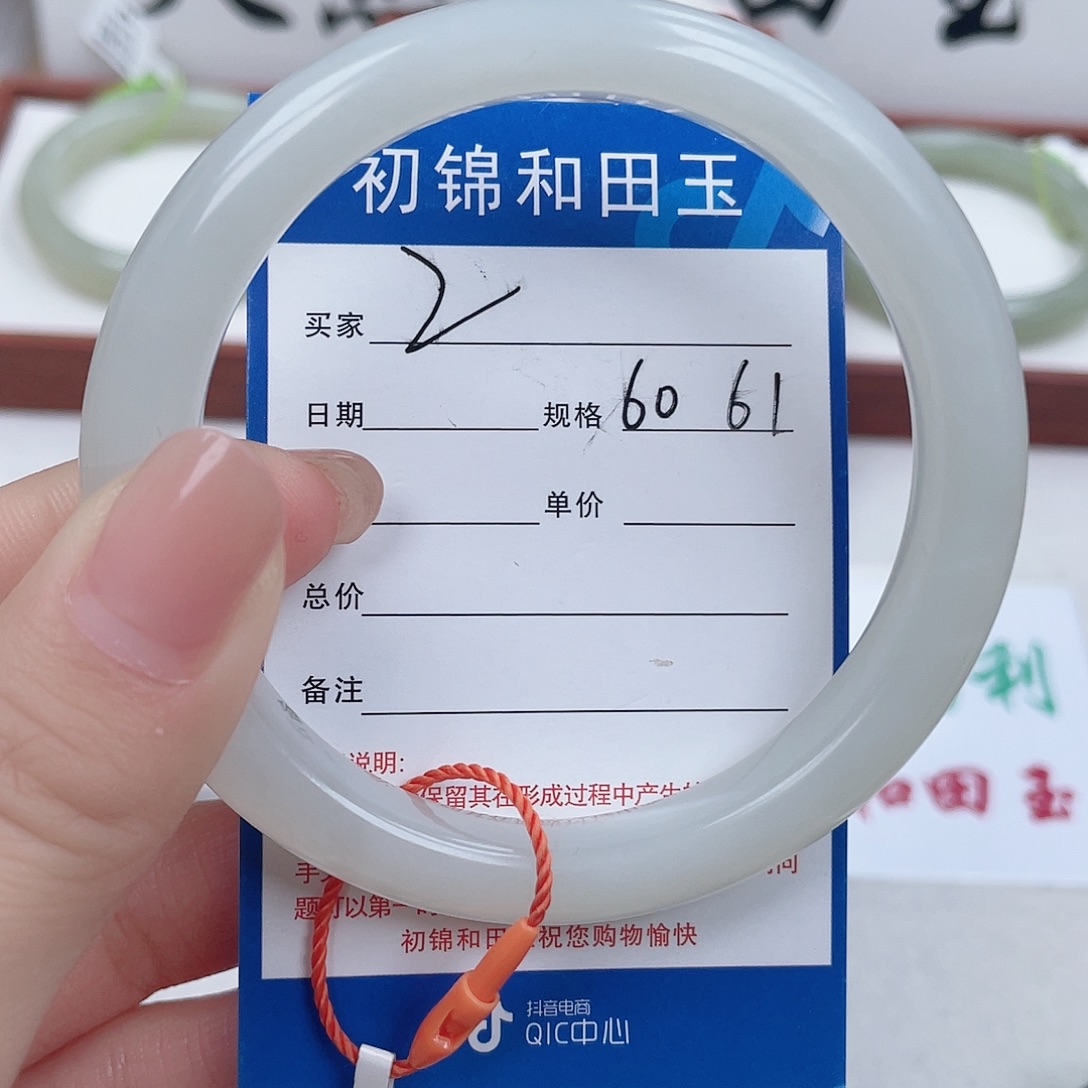 田玉
初锦和田玉
买家 2
日期 规格 60 61
单价
总价
备注
说明:
保留其在形成过程中产生
题可以第一
初锦和田 祝您购物愉快
抖音电商
QIC中心
利
和田玉